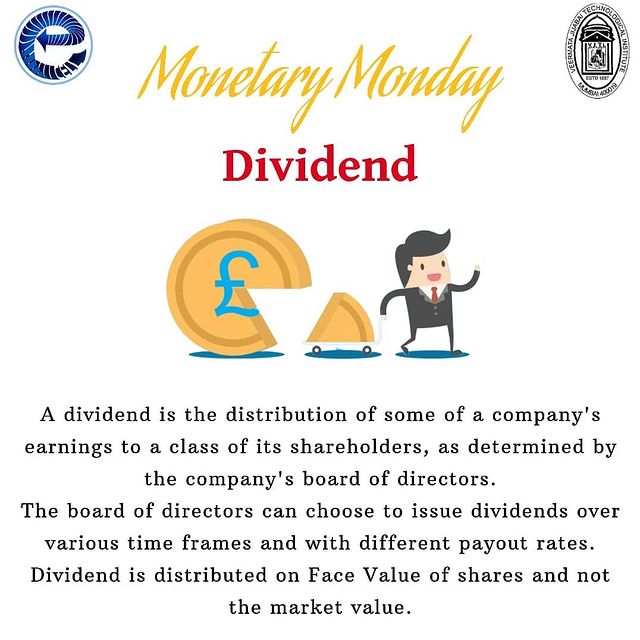 Monetary Monday
Dividend
£
A dividend is the distribution of some of a company's
earnings to a class of its shareholders, as determined by
the company's board of directors.
The board of directors can choose to issue dividends over
various time frames and with different payout rates.
Dividend is distributed on Face Value of shares and not
the market value.
VEERMATA JIJABAI TECHNOLOGICAL INSTITUTE
V.J.T.I.
ESTD 1887
MUMBAI 400019